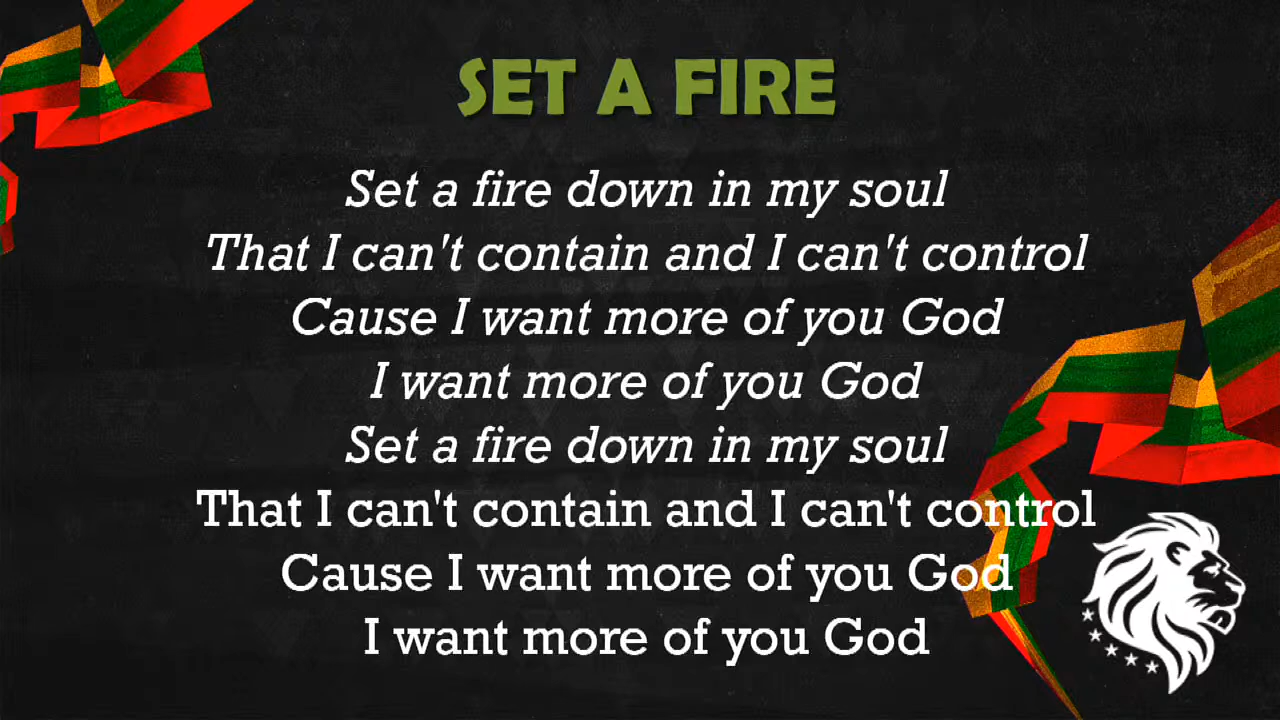 SET A FIRE
Set a fire down in my soul
That I can't contain and I can't control
Cause I want more of you God
I want more of you God
Set a fire down in my soul
That I can't contain and I can't control
Cause I want more of you God
I want more of you God